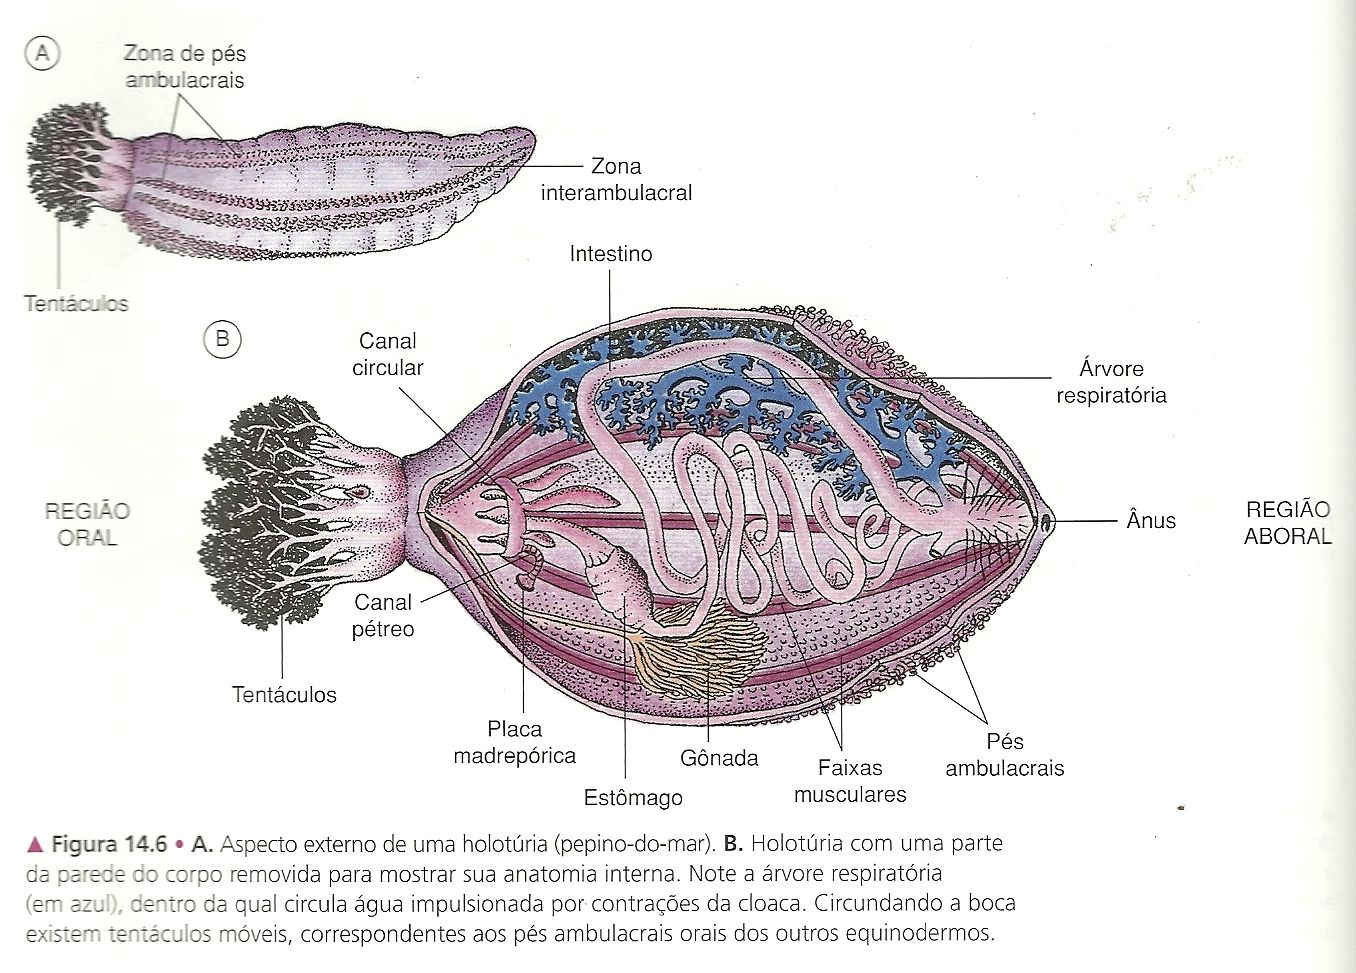 A
Zona de pés
ambulacrais
Zona
interambulacral
Tentáculos
Intestino
B
Canal
circular
Árvore
respiratória
REGIÃO
ORAL
Ânus
REGIÃO
ABORAL
Canal
pétreo
Tentáculos
Placa
madrepórica
Gônada
Estômago
Faixas
musculares
Pés
ambulacrais
▲ Figura 14.6 • A. Aspecto externo de uma holotúria (pepino-do-mar). B. Holotúria com uma parte
da parede do corpo removida para mostrar sua anatomia interna. Note a árvore respiratória
(em azul), dentro da qual circula água impulsionada por contrações da cloaca. Circundando a boca
existem tentáculos móveis, correspondentes aos pés ambulacrais orais dos outros equinodermos.